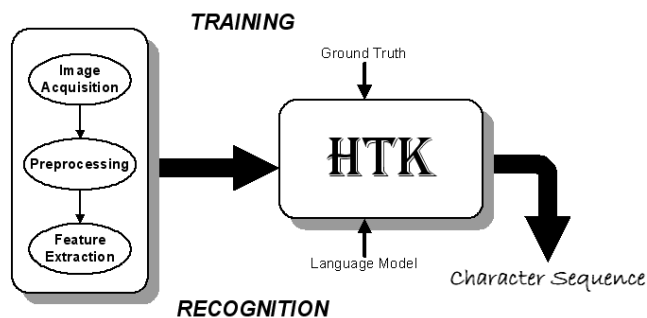 TRAINING
Image
Acquisition
Preprocessing
Feature
Extraction
Ground Truth
HTK
Language Model
Character Sequence
RECOGNITION